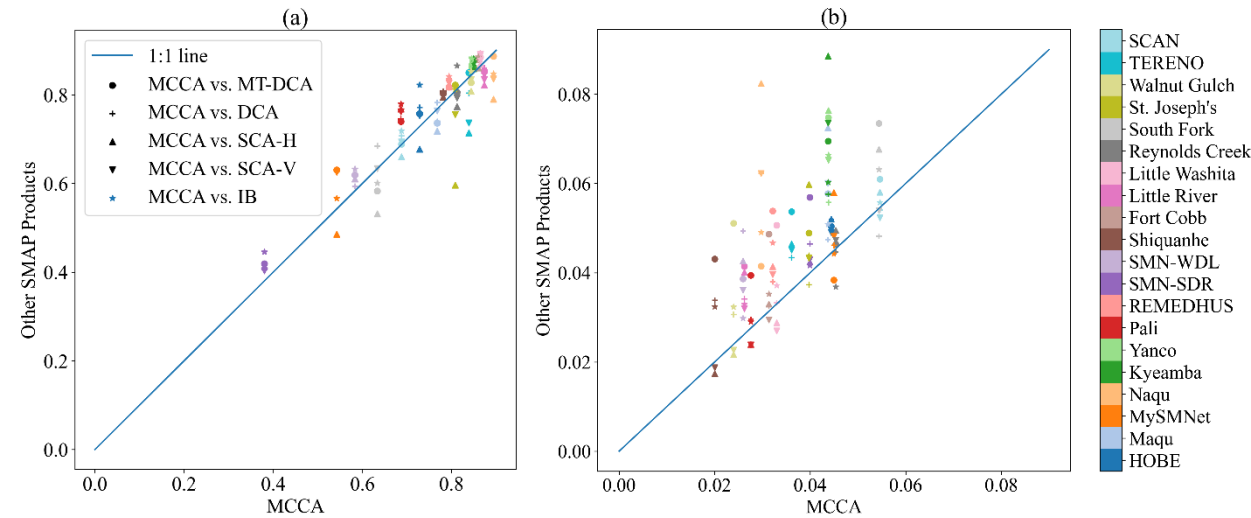 (a)
(b)
0.8
0.6
0.4
0.2
0.0
Other SMAP Products
1:1 line
MCCA vs. MT-DCA
MCCA vs. DCA
MCCA vs. SCA-H
MCCA vs. SCA-V
MCCA vs. IB
0.0 0.2 0.4 0.6 0.8
MCCA
0.08
0.06
0.04
0.02
0.00
Other SMAP Products
0.00 0.02 0.04 0.06 0.08
MCCA
SCAN
TERENO
Walnut Gulch
St. Joseph's
South Fork
Reynolds Creek
Little Washita
Little River
Fort Cobb
Shiquanhe
SMN-WDL
SMN-SDR
REMEDHUS
Pali
Yanco
Kyeamba
Naqu
MySMNet
Maqu
HOBE